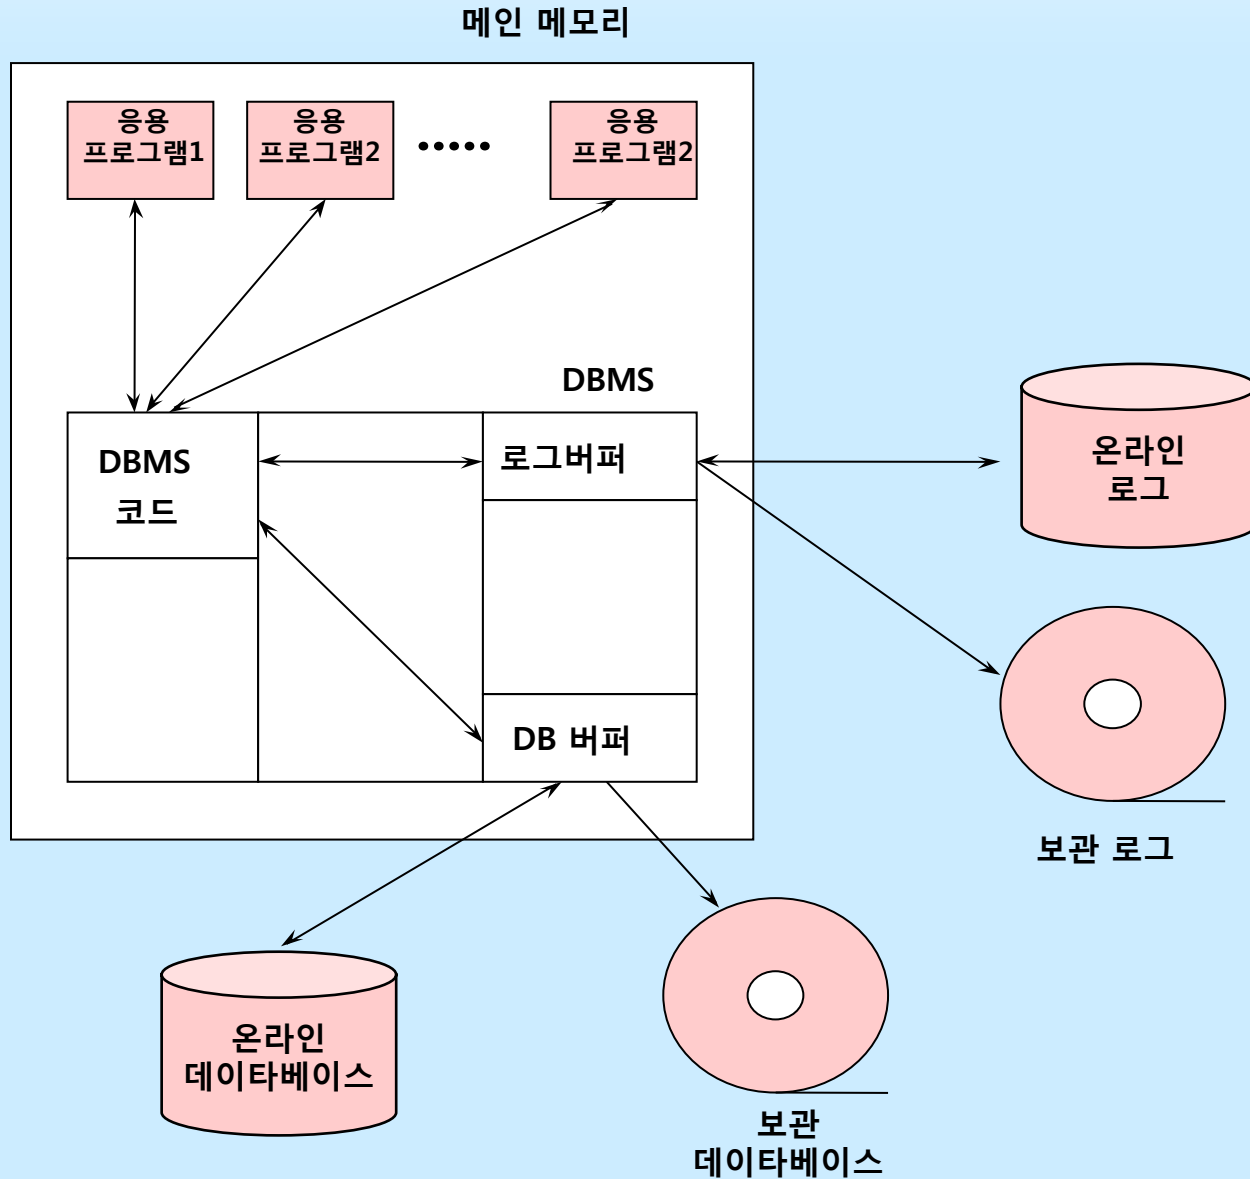 메인 메모리
응용
프로그램1
응용
프로그램2
•••••
응용
프로그램2
DBMS
DBMS
코드
로그버퍼
DB 버퍼
온라인
로그
보관 로그
온라인
데이타베이스
보관
데이타베이스